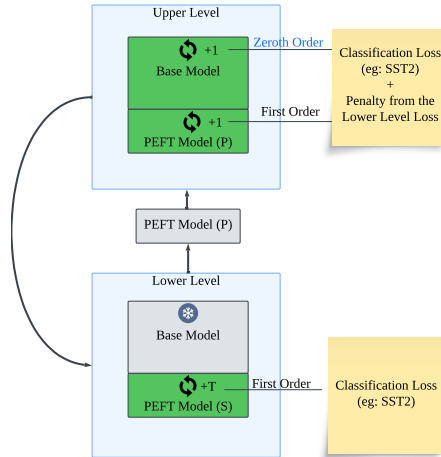 Upper Level
+1
Zeroth Order
Base Model
+1
First Order
PEFT Model (P)
Classification Loss
(eg: SST2)
+
Penalty from the
Lower Level Loss
PEFT Model (P)
Lower Level
Base Model
+T
First Order
PEFT Model (S)
Classification Loss
(eg: SST2)